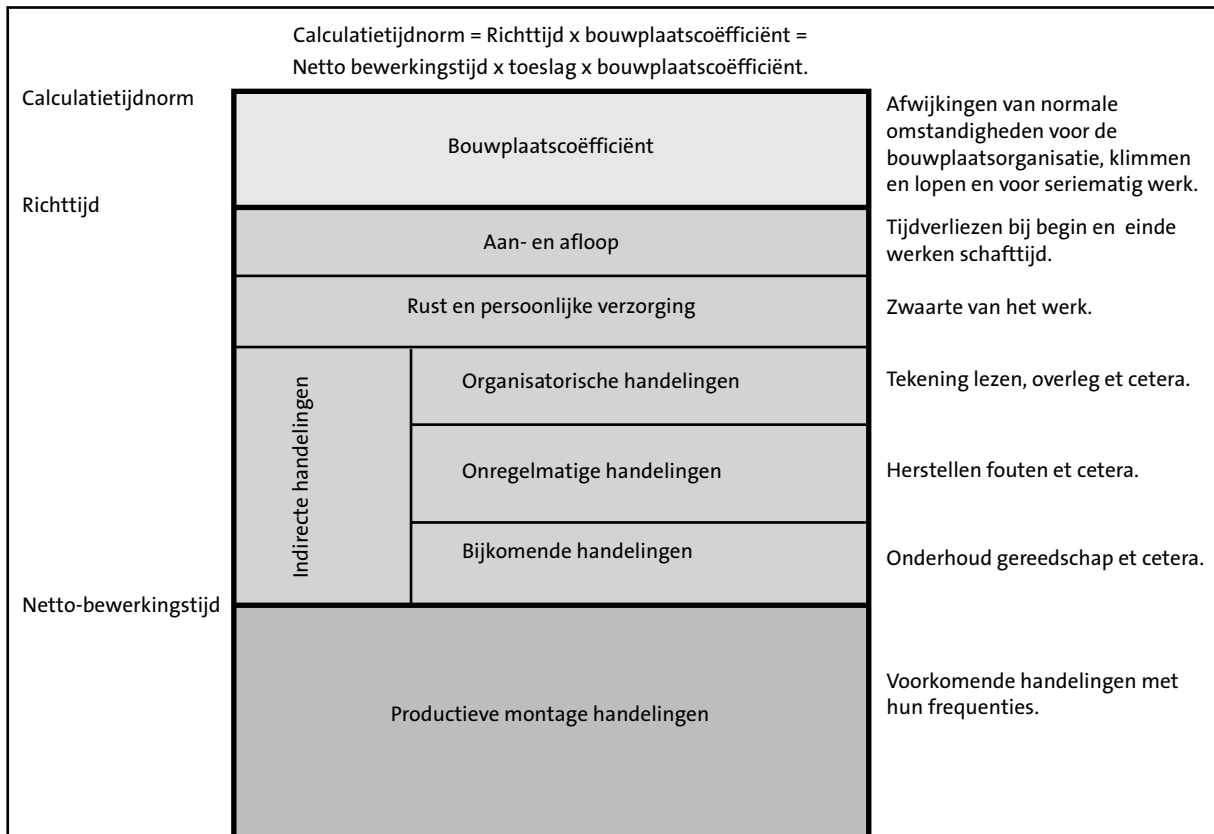 Calculatietijdnorm = Richttijd x bouwplaatscoëfficiënt =
Netto bewerkingstijd x toeslag x bouwplaatscoëfficiënt.
Calculatietijdnorm
Bouwplaatscoëfficiënt
Afwijkingen van normale
omstandigheden voor de
bouwplaatsorganisatie, klimmen
en lopen en voor seriematig werk.
Richttijd
Aan- en afloop
Tijdverliezen bij begin en einde
werken schafttijd.
Rust en persoonlijke verzorging
Zwaarte van het werk.
Indirecte handelingen
Organisatorische handelingen
Tekening lezen, overleg et cetera.
Onregelmatige handelingen
Herstellen fouten et cetera.
Bijkomende handelingen
Onderhoud gereedschap et cetera.
Netto-bewerkingstijd
Productieve montage handelingen
Voorkomende handelingen met
hun frequenties.